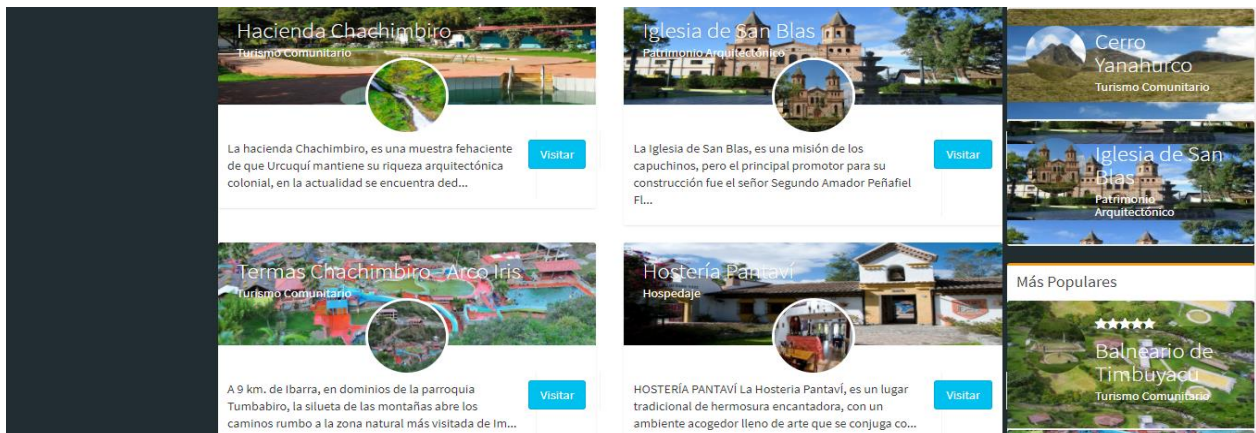 Hacienda Chachimbiro
Turismo Comunitario
La hacienda Chachimbiro, es una muestra fehaciente
de que Urcuquí mantiene su riqueza arquitectónica
colonial, en la actualidad se encuentra ded...
Visitar
Iglesia de San Blas
Patrimonio Arquitectónico
La Iglesia de San Blas, es una misión de los
capuchinos, pero el principal promotor para su
construcción fue el señor Segundo Amador Peñafiel
Fl...
Visitar
Termas Chachimbiro - Arco Iris
Turismo Comunitario
A 9 km. de Ibarra, en dominios de la parroquia
Tumbabiro, la silueta de las montañas abre los
caminos rumbo a la zona natural más visitada de Im...
Visitar
Hostería Pantaví
Hospedaje
HOSTERÍA PANTAVÍ La Hosteria Pantaví, es un lugar
tradicional de hermosura encantadora, con un
ambiente acogedor lleno de arte que se conjuga co...
Visitar
Cerro
Yanahurco
Turismo Comunitario
Iglesia de San
Blas
Patrimonio
Arquitectónico
Más Populares
Balneario de
Timbuyacu
Turismo Comunitario